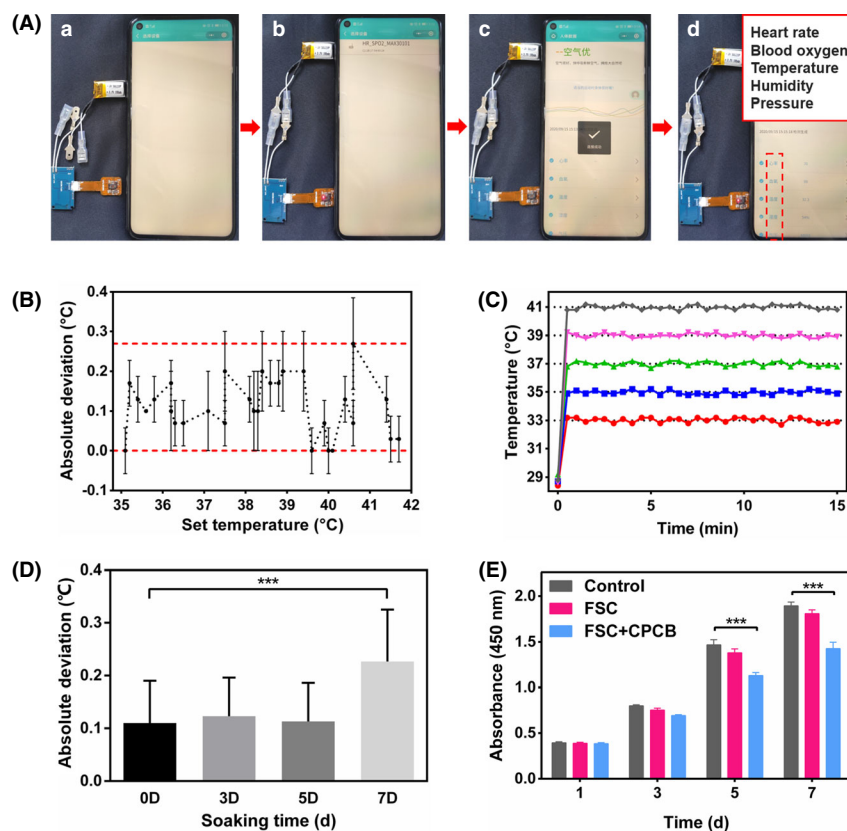 (A)
a
b
c
d
Heart rate
Blood oxygen
Temperature
Humidity
Pressure
HR_SPO2_MAX30101
空气优
(B)
Absolute deviation (°C)
0.4
0.3
0.2
0.1
0.0
-0.1
35 36 37 38 39 40 41 42
Set temperature (°C)
(C)
Temperature (°C)
41
39
37
35
33
31
29
0 5 10 15
Time (min)
(D)
Absolute deviation (℃)
0.4
0.3
0.2
0.1
0.0
***
0D 3D 5D 7D
Soaking time (d)
(E)
Absorbance (450 nm)
2.0
1.5
1.0
0.5
0.0
Control
FSC
FSC+CPCB
***
***
1 3 5 7
Time (d)